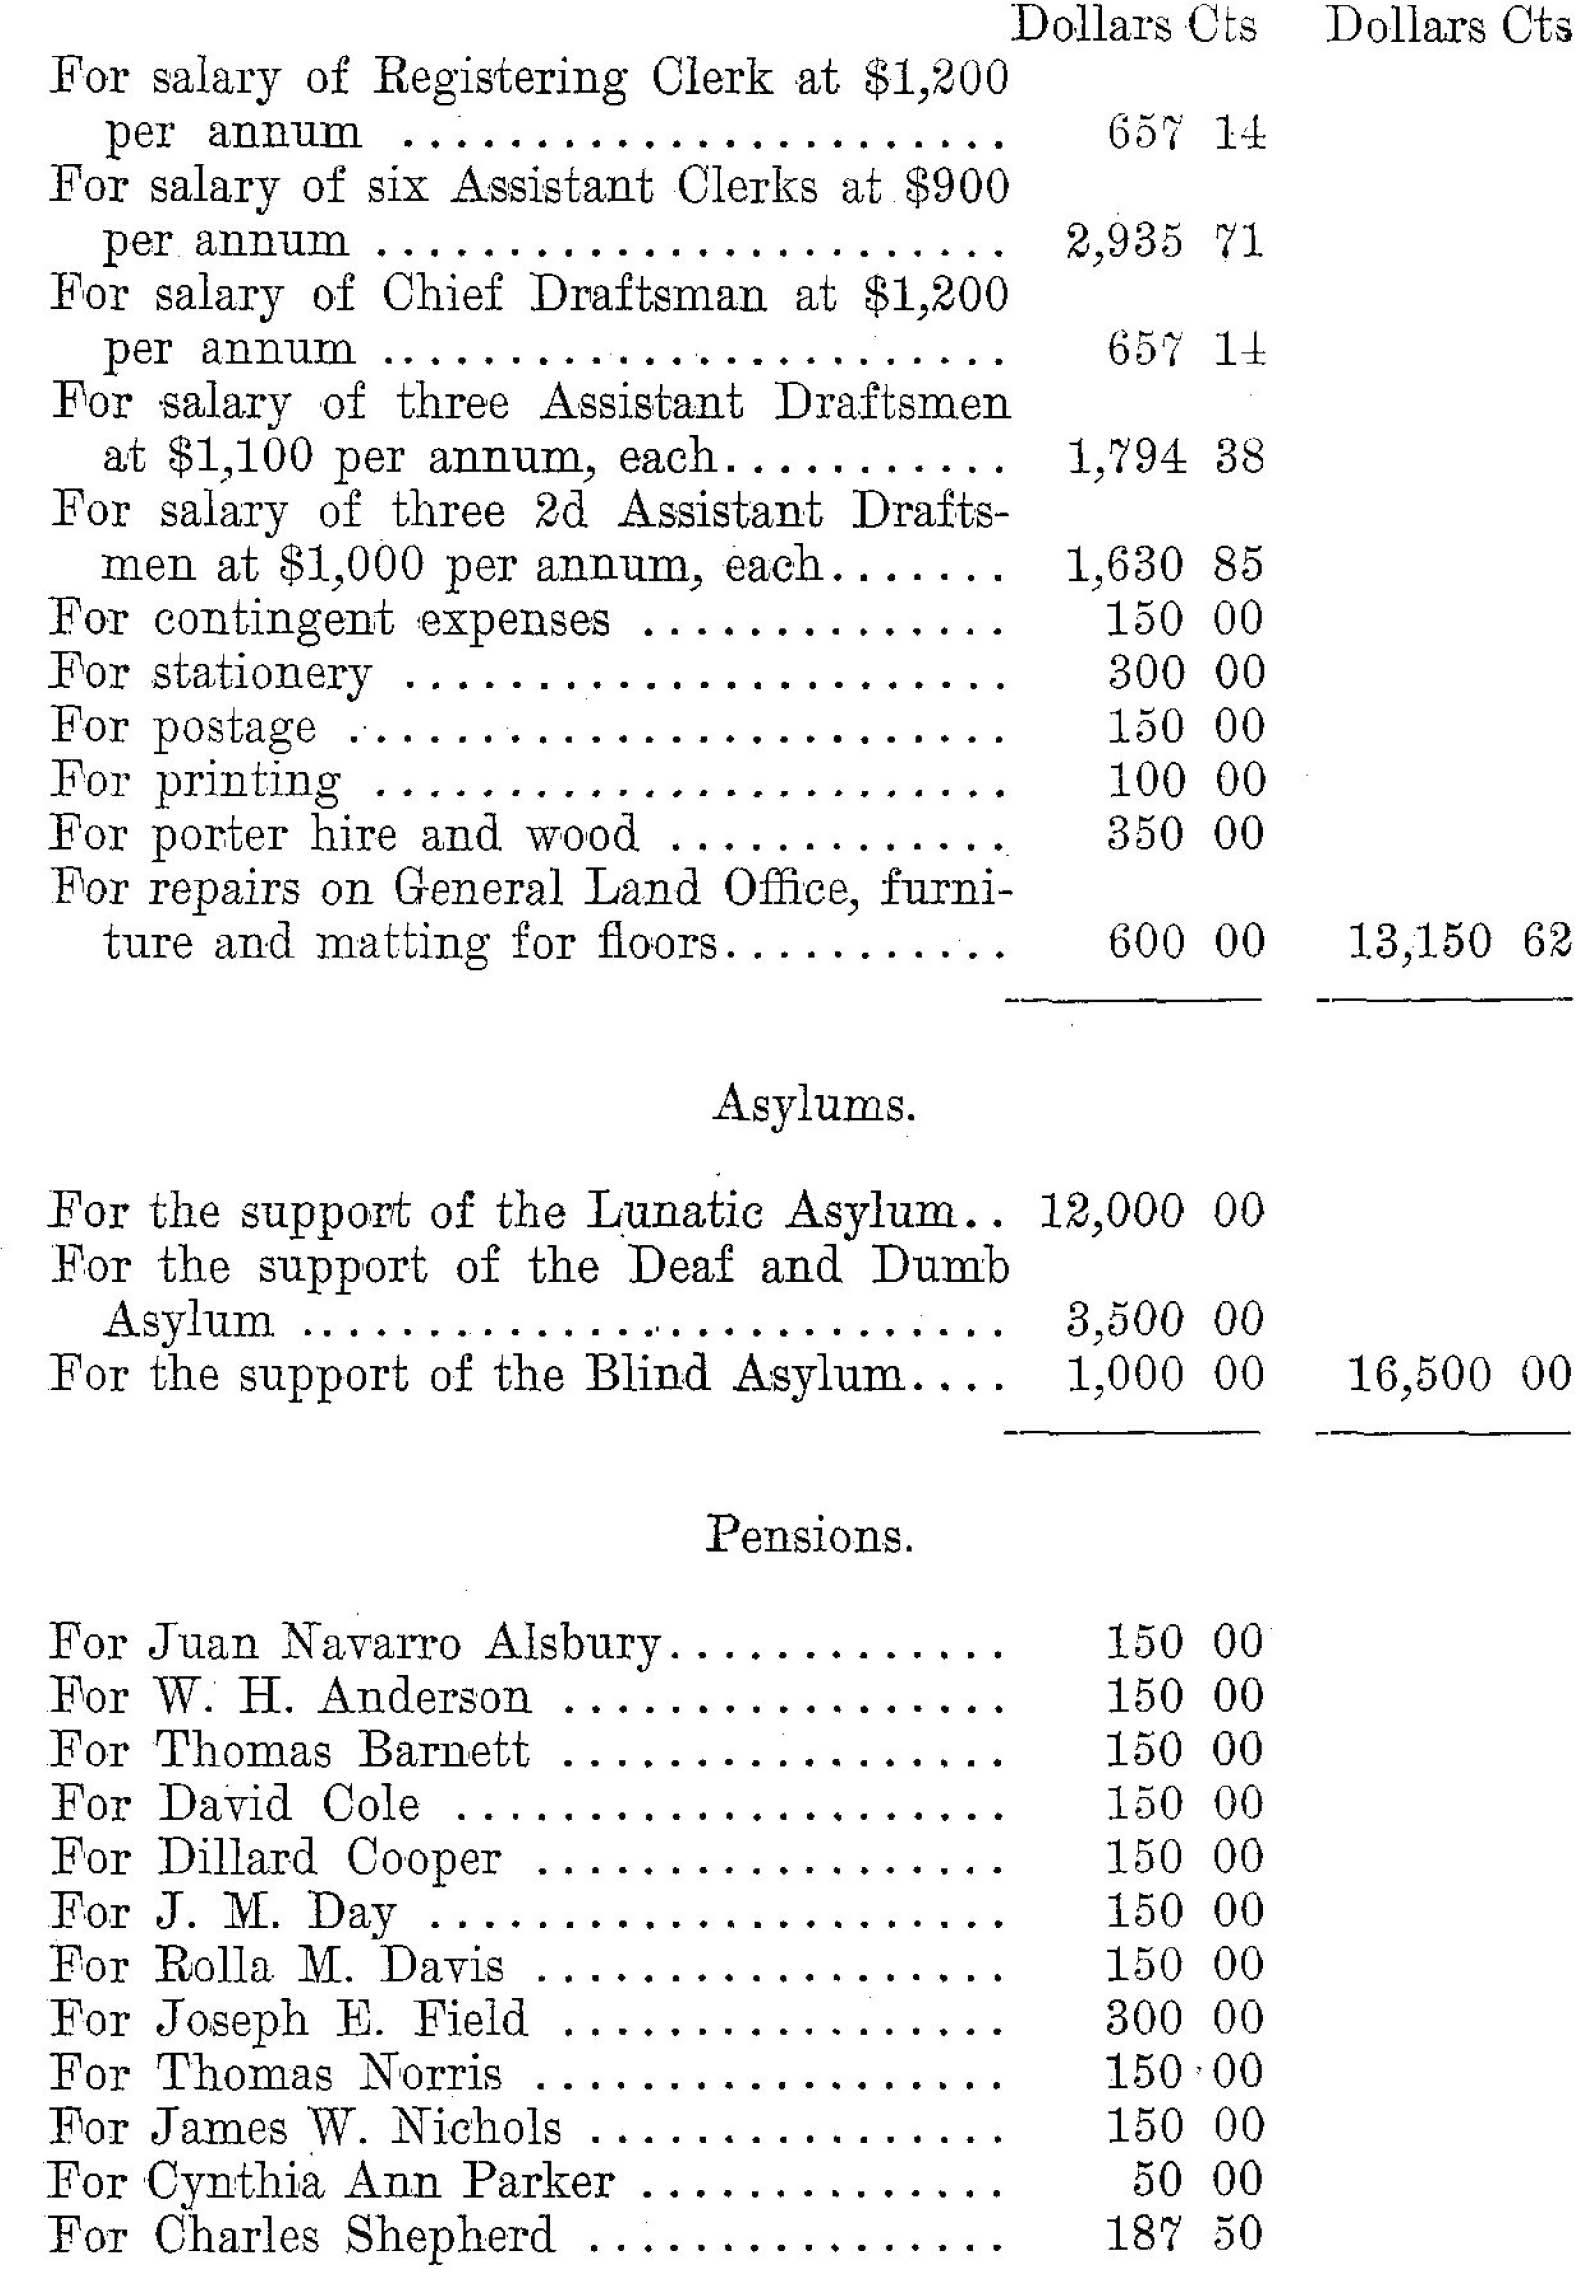 Dollars Cts Dollars Cts
For salary of Registering Clerk at $1,200
per annum ....................... 657 14
For salary of six Assistant Clerks at $900
per annum ........................ 2,935 71
For salary of Chief Draftsman at $1,200
per annum ........................ 657 14
For salary of three Assistant Draftsmen
at $1,100 per annum, each........... 1,794 38
For salary of three 2d Assistant Drafts-
men at $1,000 per annum, each....... 1,630 85
For contingent expenses .............. 150 00
For stationery ....................... 300 00
For postage ......................... 150 00
For printing ........................ 100 00
For porter hire and wood ............. 350 00
For repairs on General Land Office, furni-
ture and matting for floors........... 600 00 13,150 62
Asylums.
For the support of the Lunatic Asylum.. 12,000 00
For the support of the Deaf and Dumb
Asylum ........................... 3,500 00
For the support of the Blind Asylum.... 1,000 00 16,500 00
Pensions.
For Juan Navarro Alsbury............. 150 00
For W. H. Anderson ................. 150 00
For Thomas Barnett ................. 150 00
For David Cole ..................... 150 00
For Dillard Cooper .................. 150 00
For J. M. Day ...................... 150 00
For Rolla M. Davis .................. 150 00
For Joseph E. Field ................. 300 00
For Thomas Norris .................. 150 00
For James W. Nichols ................ 150 00
For Cynthia Ann Parker .............. 50 00
For Charles Shepherd ................ 187 50